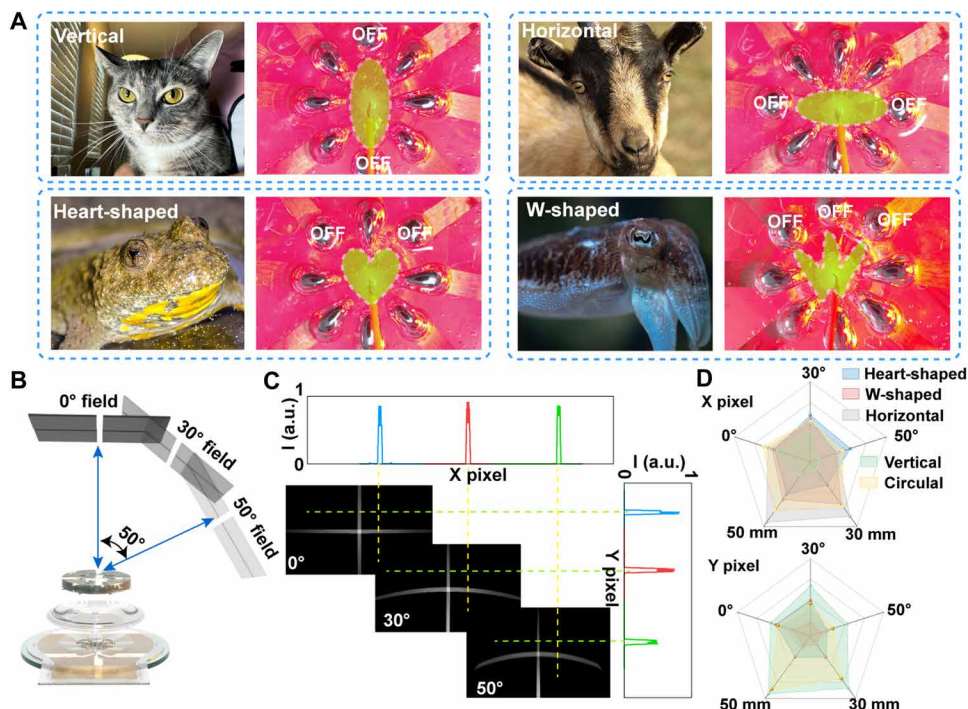 A
Vertical
OFF
OFF
Horizontal
OFF
OFF
Heart-shaped
OFF
OFF
W-shaped
OFF
OFF
OFF
B
0° field
30° field
50° field
50°
C
1
I (a.u.)
0
X pixel
I (a.u.)
0
1
Y pixel
0°
30°
50°
D
30°
Heart-shaped
W-shaped
Horizontal
X pixel
0°
50°
Vertical
Circulal
50 mm
30 mm
Y pixel
30°
0°
50°
50 mm
30 mm